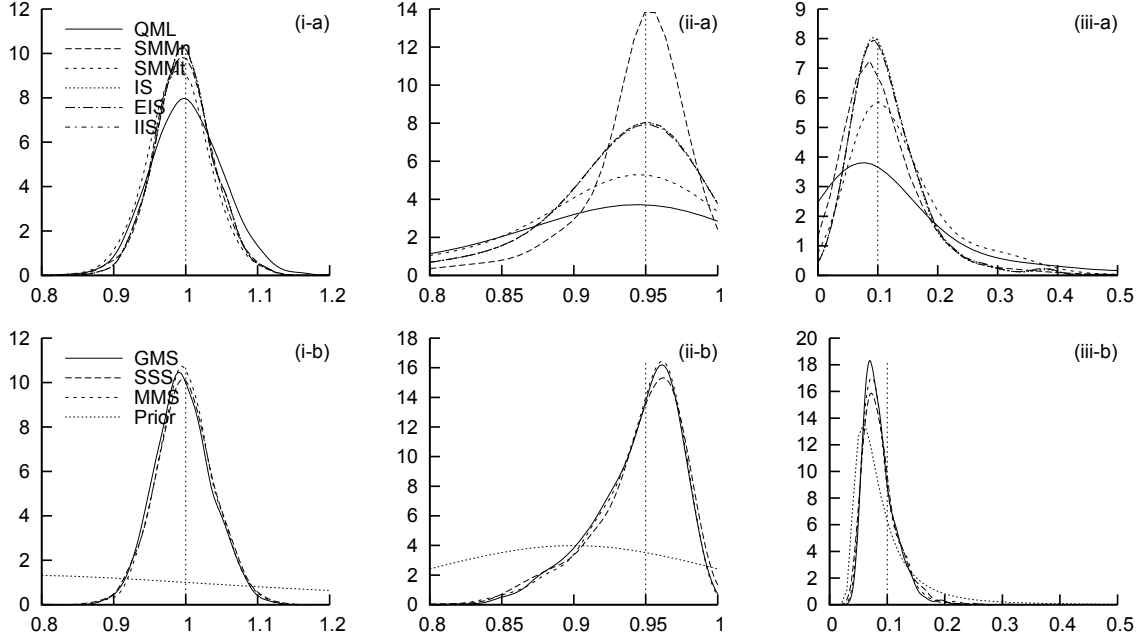 12
10
8
6
4
2
0
0.8 0.9 1 1.1 1.2
(i-a)
QML
SMMn
SMMt
IS
EIS
IIS
14
12
10
8
6
4
2
0
0.8 0.85 0.9 0.95 1
(ii-a)
9
8
7
6
5
4
3
2
1
0
0 0.1 0.2 0.3 0.4 0.5
(iii-a)
12
10
8
6
4
2
0
0.8 0.9 1 1.1 1.2
(i-b)
GMS
SSS
MMS
Prior
18
16
14
12
10
8
6
4
2
0
0.8 0.85 0.9 0.95 1
(ii-b)
20
18
16
14
12
10
8
6
4
2
0
0 0.1 0.2 0.3 0.4 0.5
(iii-b)